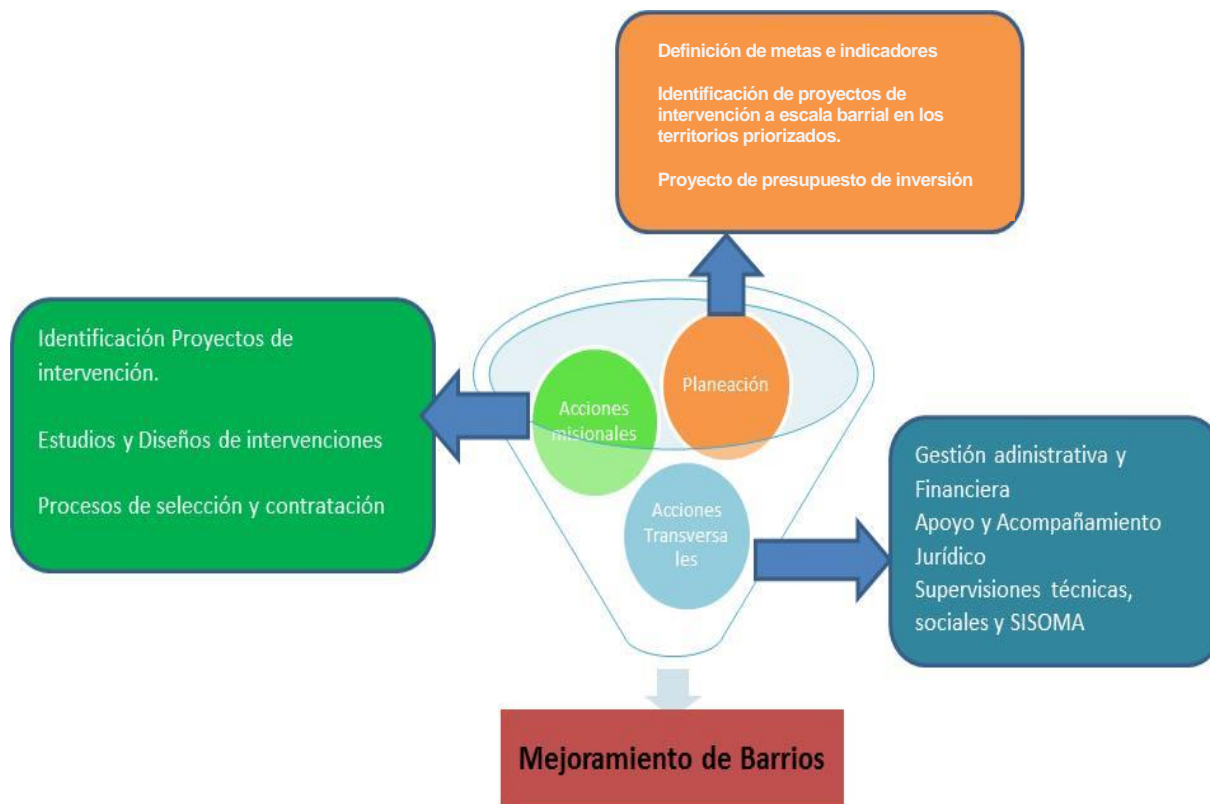 Definición de metas e indicadores
Identificación de proyectos de
intervención a escala barrial en los
territorios priorizados.
Proyecto de presupuesto de inversión
Identificación Proyectos de
intervención.
Estudios y Diseños de intervenciones
Procesos de selección y contratación
Acciones
misionales
Planeación
Acciones
Transversa
les
Gestión adinistrativa y
Financiera
Apoyo y Acompañamiento
Jurídico
Supervisiones técnicas,
sociales y SISOMA
Mejoramiento de Barrios